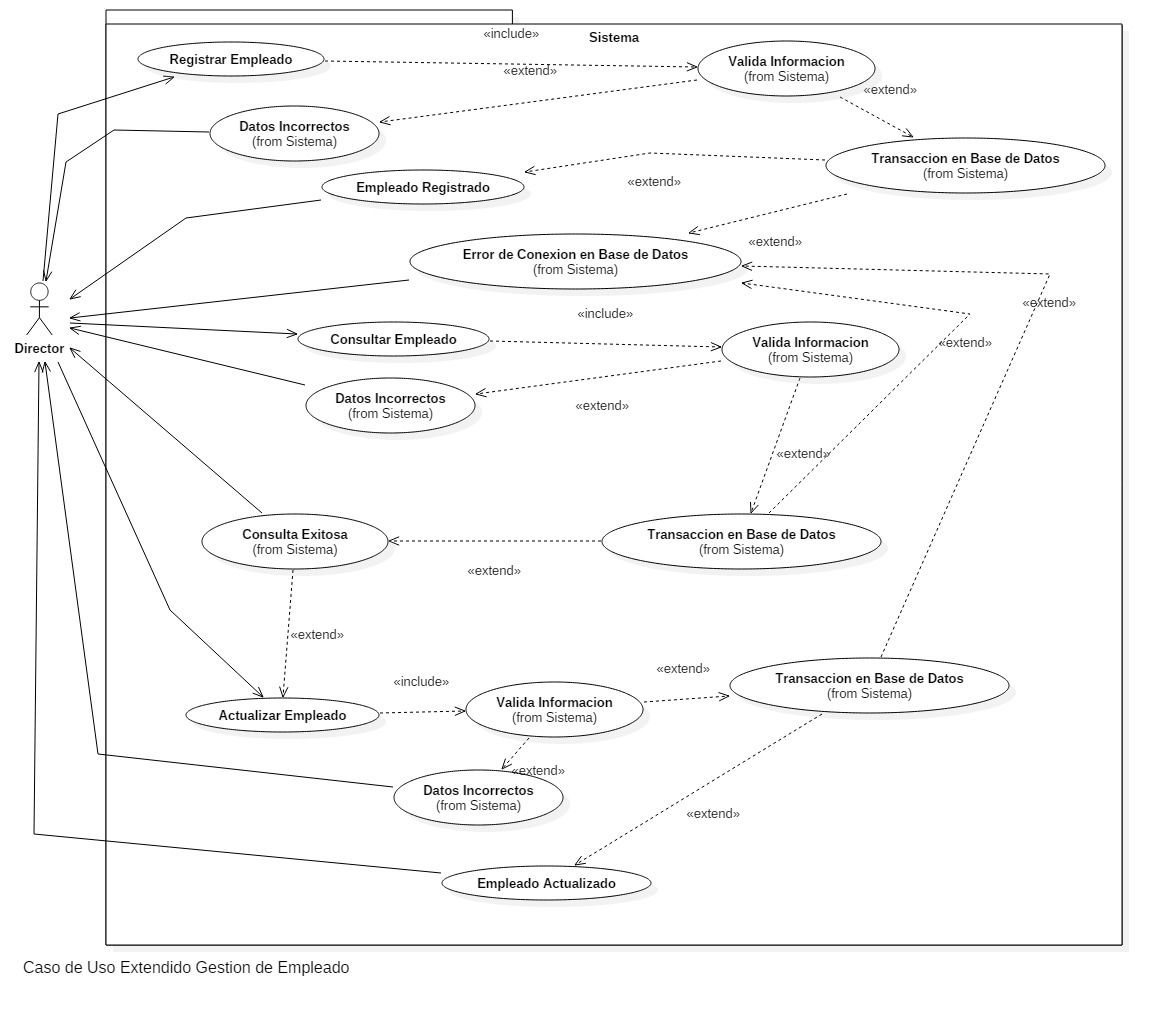 «include»
Sistema
Registrar Empleado
Valida Informacion
(from Sistema)
«extend»
«extend»
Datos Incorrectos
(from Sistema)
Transaccion en Base de Datos
(from Sistema)
Empleado Registrado
«extend»
«extend»
Error de Conexion en Base de Datos
(from Sistema)
«extend»
«include»
Consultar Empleado
Valida Informacion
(from Sistema)
«extend»
Director
Datos Incorrectos
(from Sistema)
«extend»
«extend»
Consulta Exitosa
(from Sistema)
Transaccion en Base de Datos
(from Sistema)
«extend»
«extend»
«extend»
«include»
Transaccion en Base de Datos
(from Sistema)
Actualizar Empleado
Valida Informacion
(from Sistema)
«extend»
Datos Incorrectos
(from Sistema)
«extend»
Empleado Actualizado
Caso de Uso Extendido Gestion de Empleado